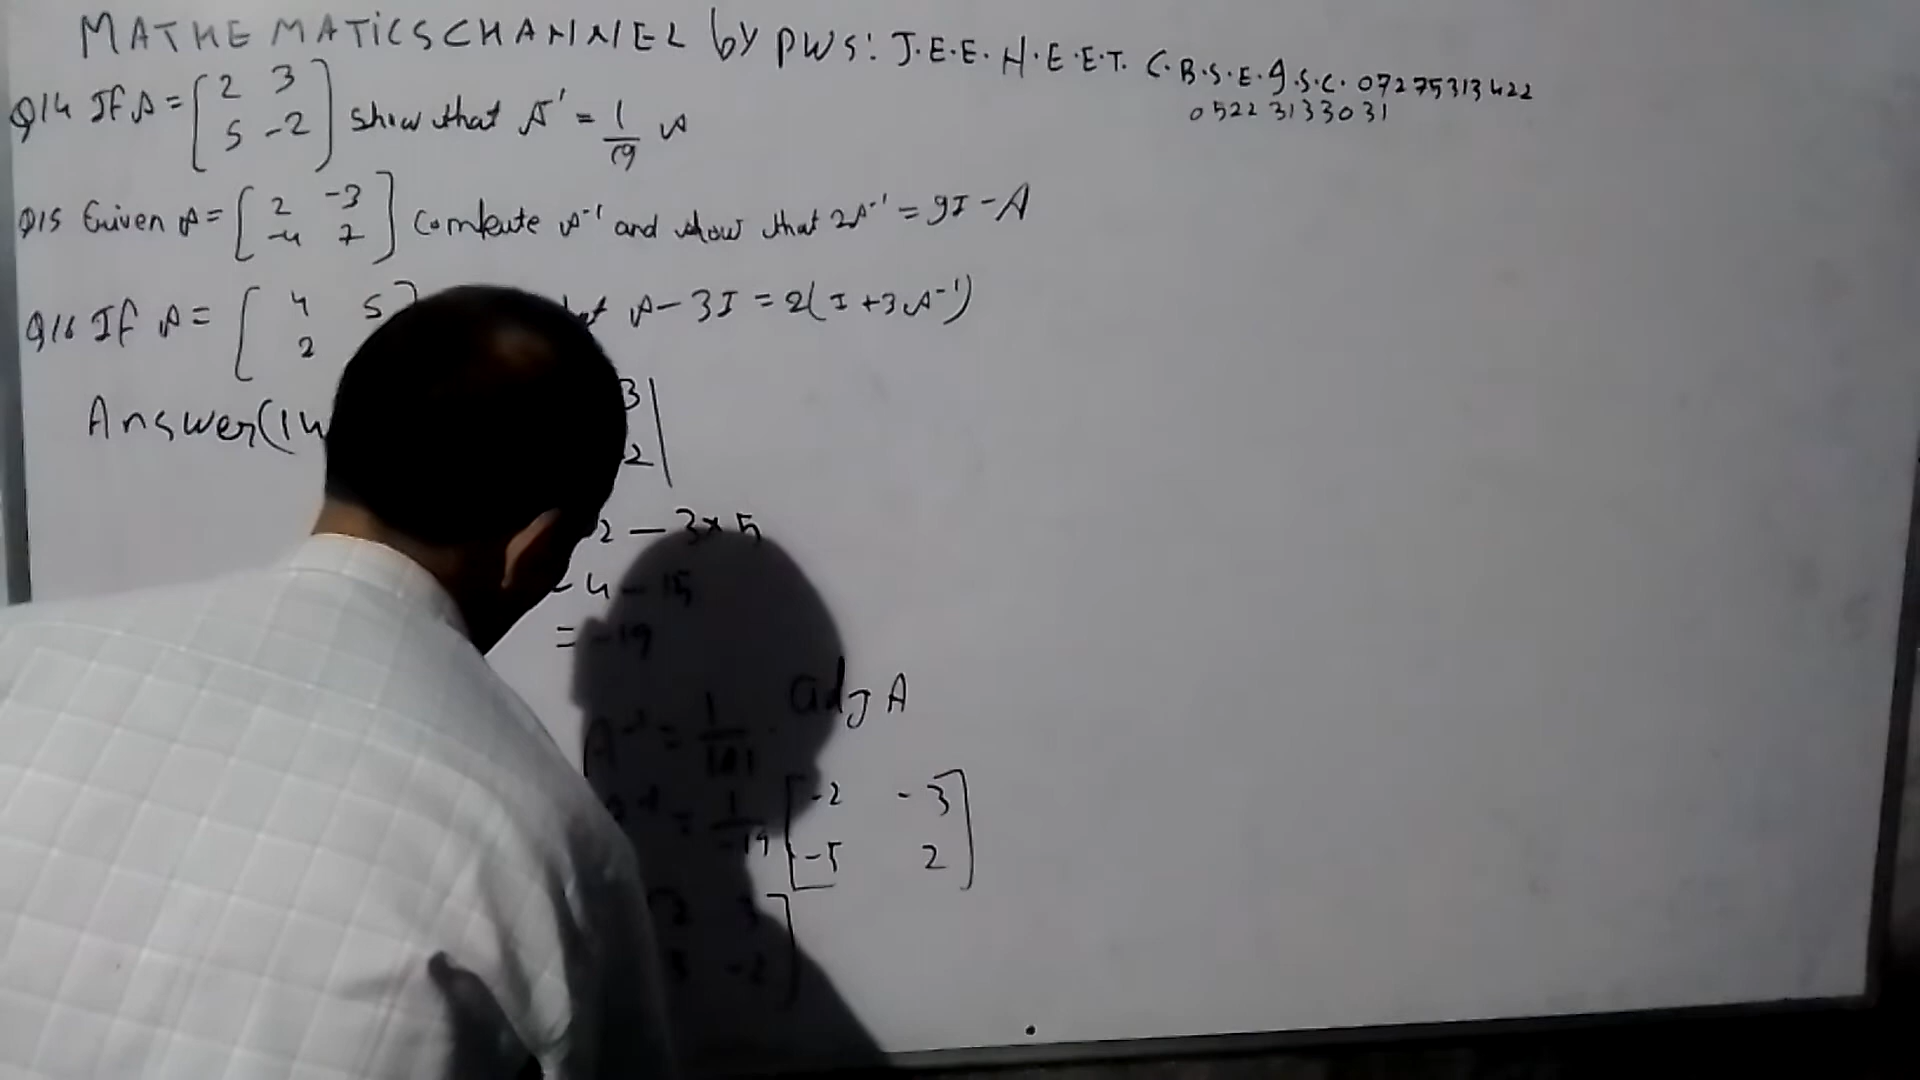 MATHEMATICS CHANNEL by PWS: J.E.E. N.E.E.T. C.B.S.E. I.S.C. 07275313422
0522 3133031
Q14 If A = [2 3
5 -2] show that A⁻¹ = 1/19 A
Q15 Given A = [2 -3
-4 7] Compute A⁻¹ and show that 2A⁻¹ = 9I - A
Q16 If A = [4 5]
2 A - 3I = 2(I + 3A⁻¹)
Answer(14 3|
2|
2 - 3×5
-4 - 15
= -19
A⁻¹ = 1/|A| adj A
A⁻¹ = 1/-19 [-2 -3
-5 2]
2 3]
5 -2